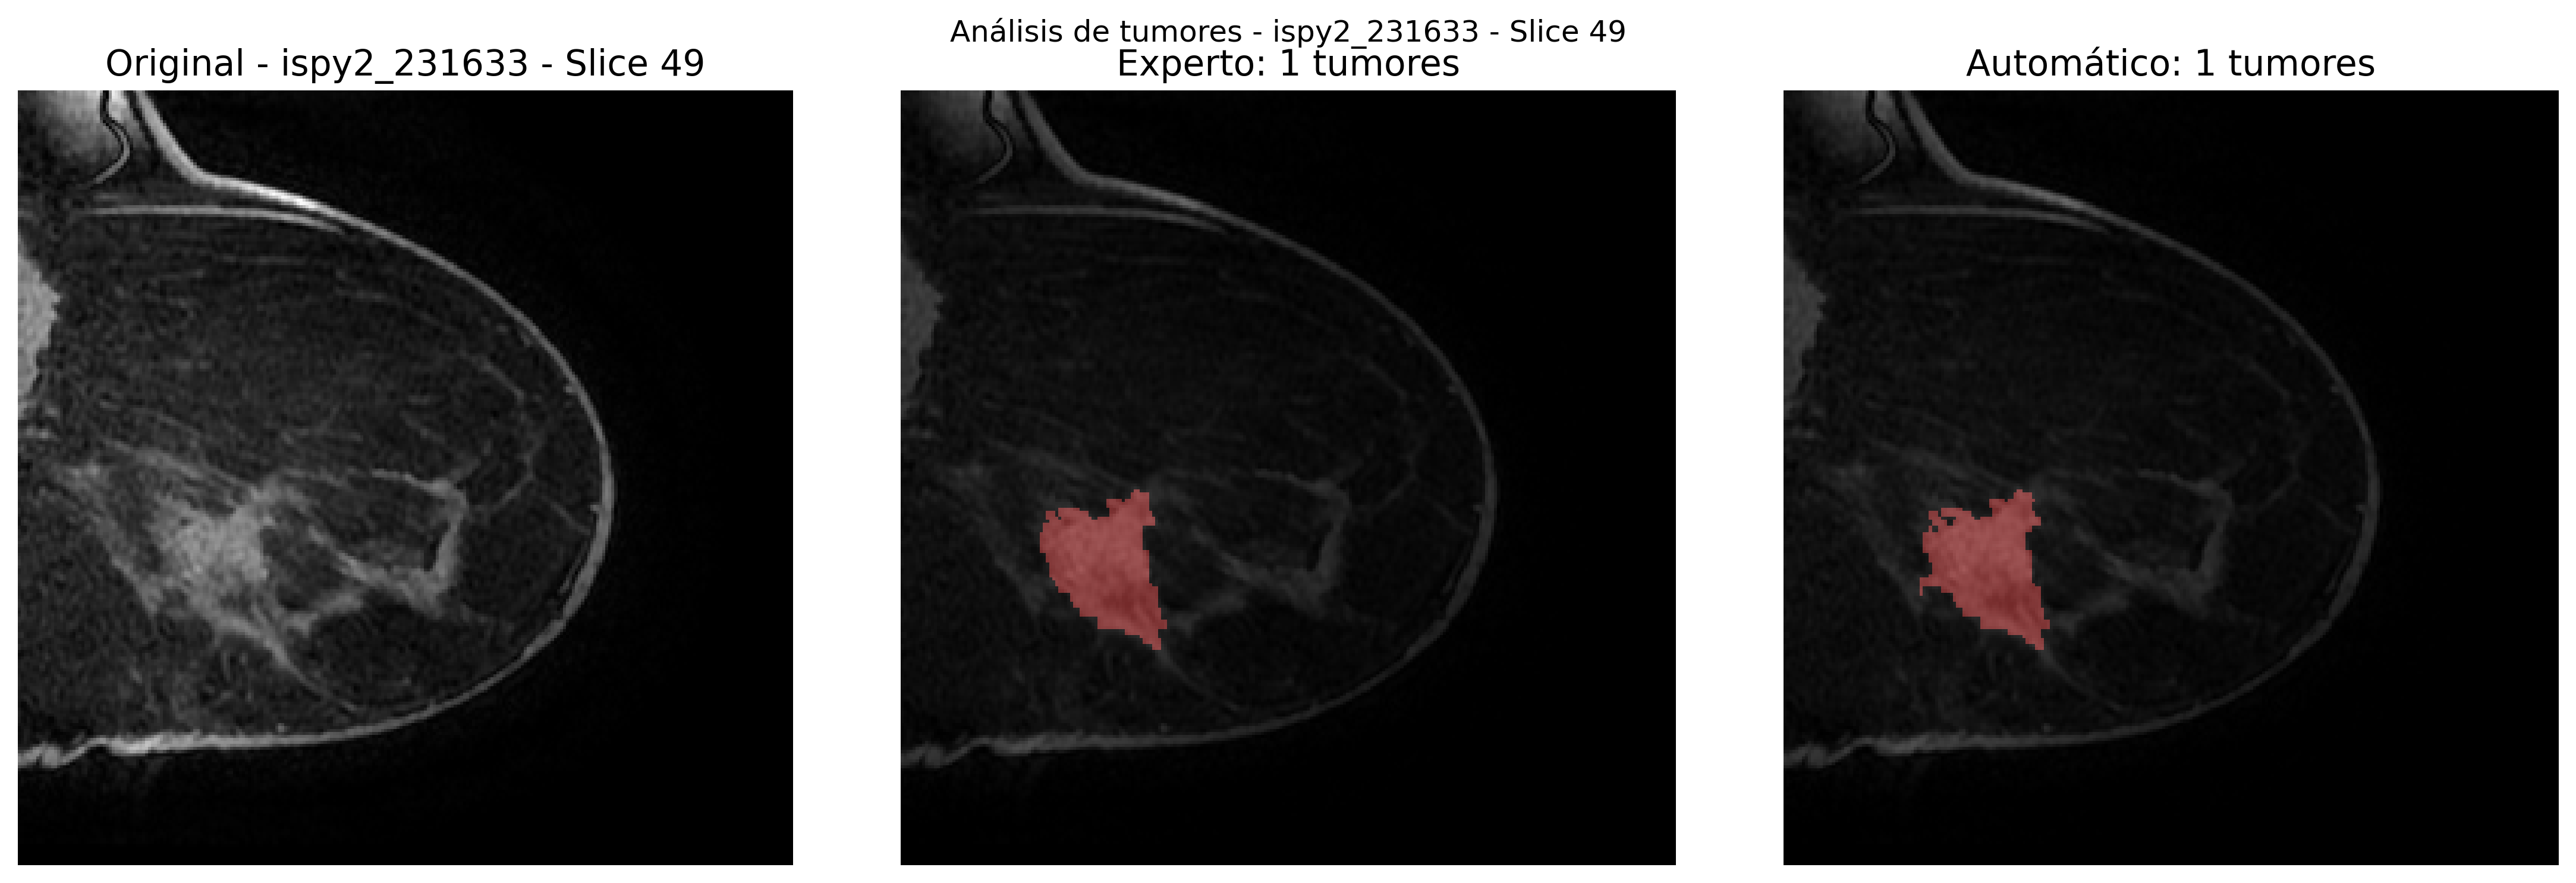 Análisis de tumores - ispy2_231633 - Slice 49
Original - ispy2_231633 - Slice 49
Experto: 1 tumores
Automático: 1 tumores